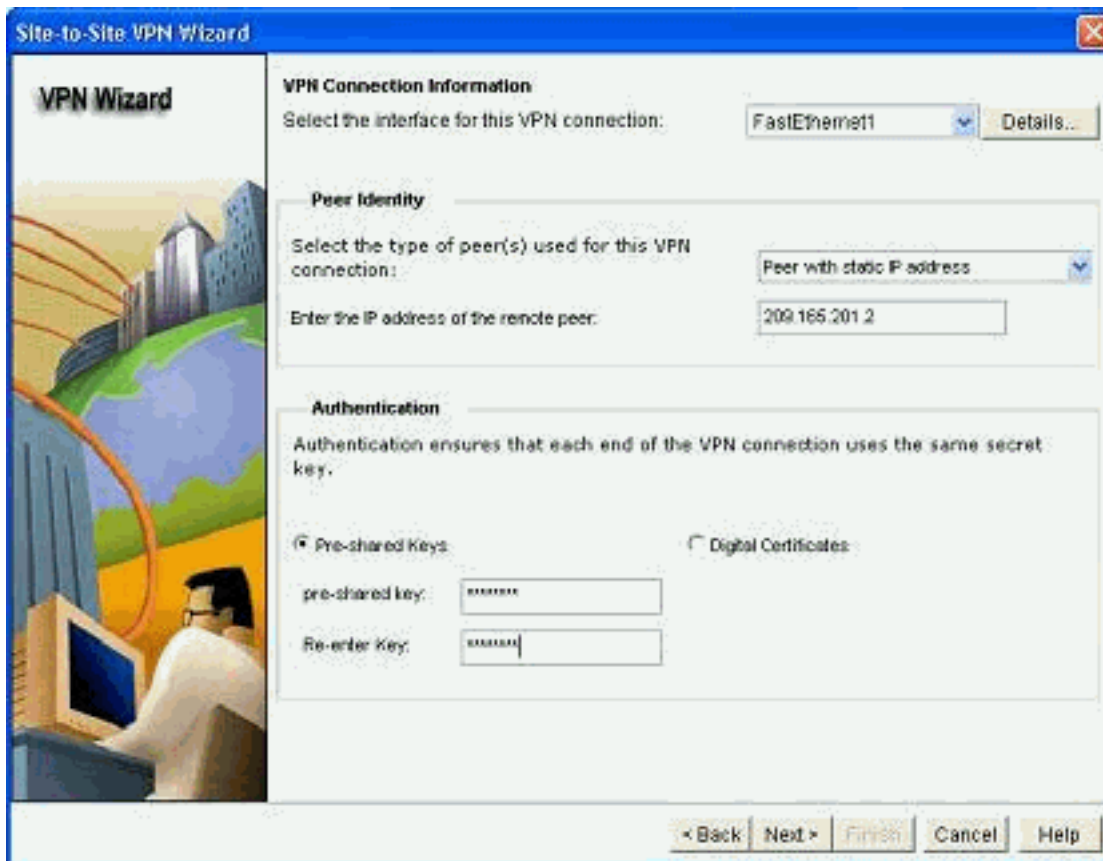 Site-to-Site VPN Wizard
VPN Wizard
VPN Connection Information
Select the interface for this VPN connection:
FastEthernet1
Details...
Peer Identity
Select the type of peer(s) used for this VPN
connection:
Peer with static IP address
Enter the IP address of the remote peer:
209.165.201.2
Authentication
Authentication ensures that each end of the VPN connection uses the same secret
key.
Pre-shared Keys
Digital Certificates
pre-shared key:
********
Re-enter Key:
********
< Back
Next >
Finish
Cancel
Help